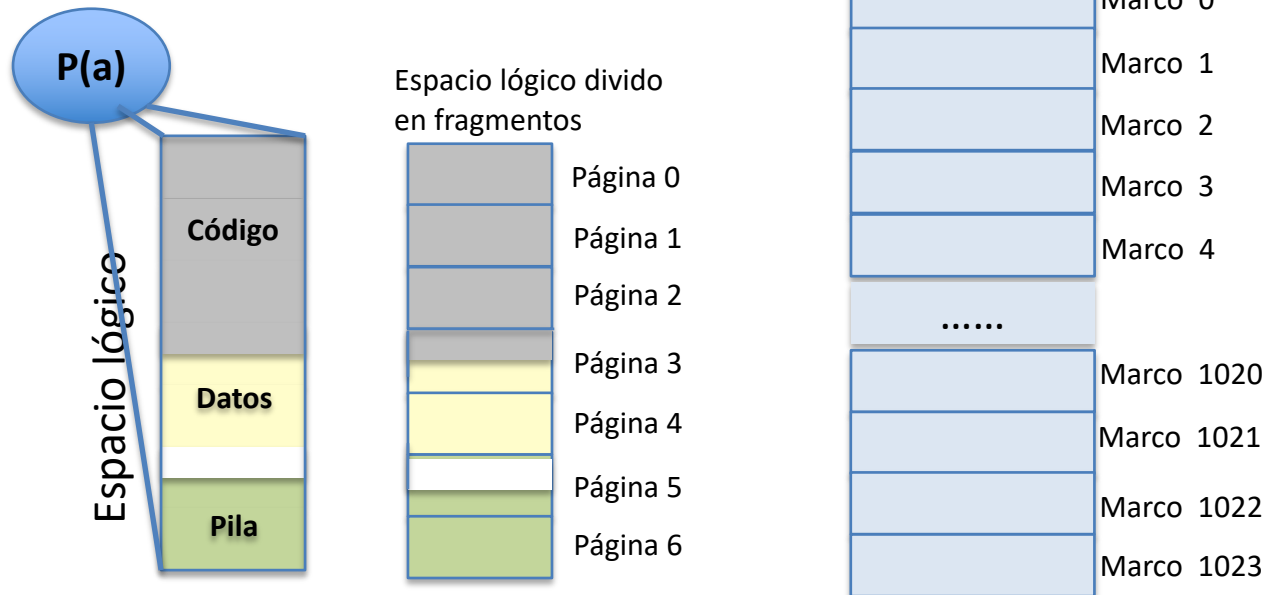 P(a)
Espacio lógico
Código
Datos
Pila
Espacio lógico divido
en fragmentos
Página 0
Página 1
Página 2
Página 3
Página 4
Página 5
Página 6
Marco 0
Marco 1
Marco 2
Marco 3
Marco 4
......
Marco 1020
Marco 1021
Marco 1022
Marco 1023